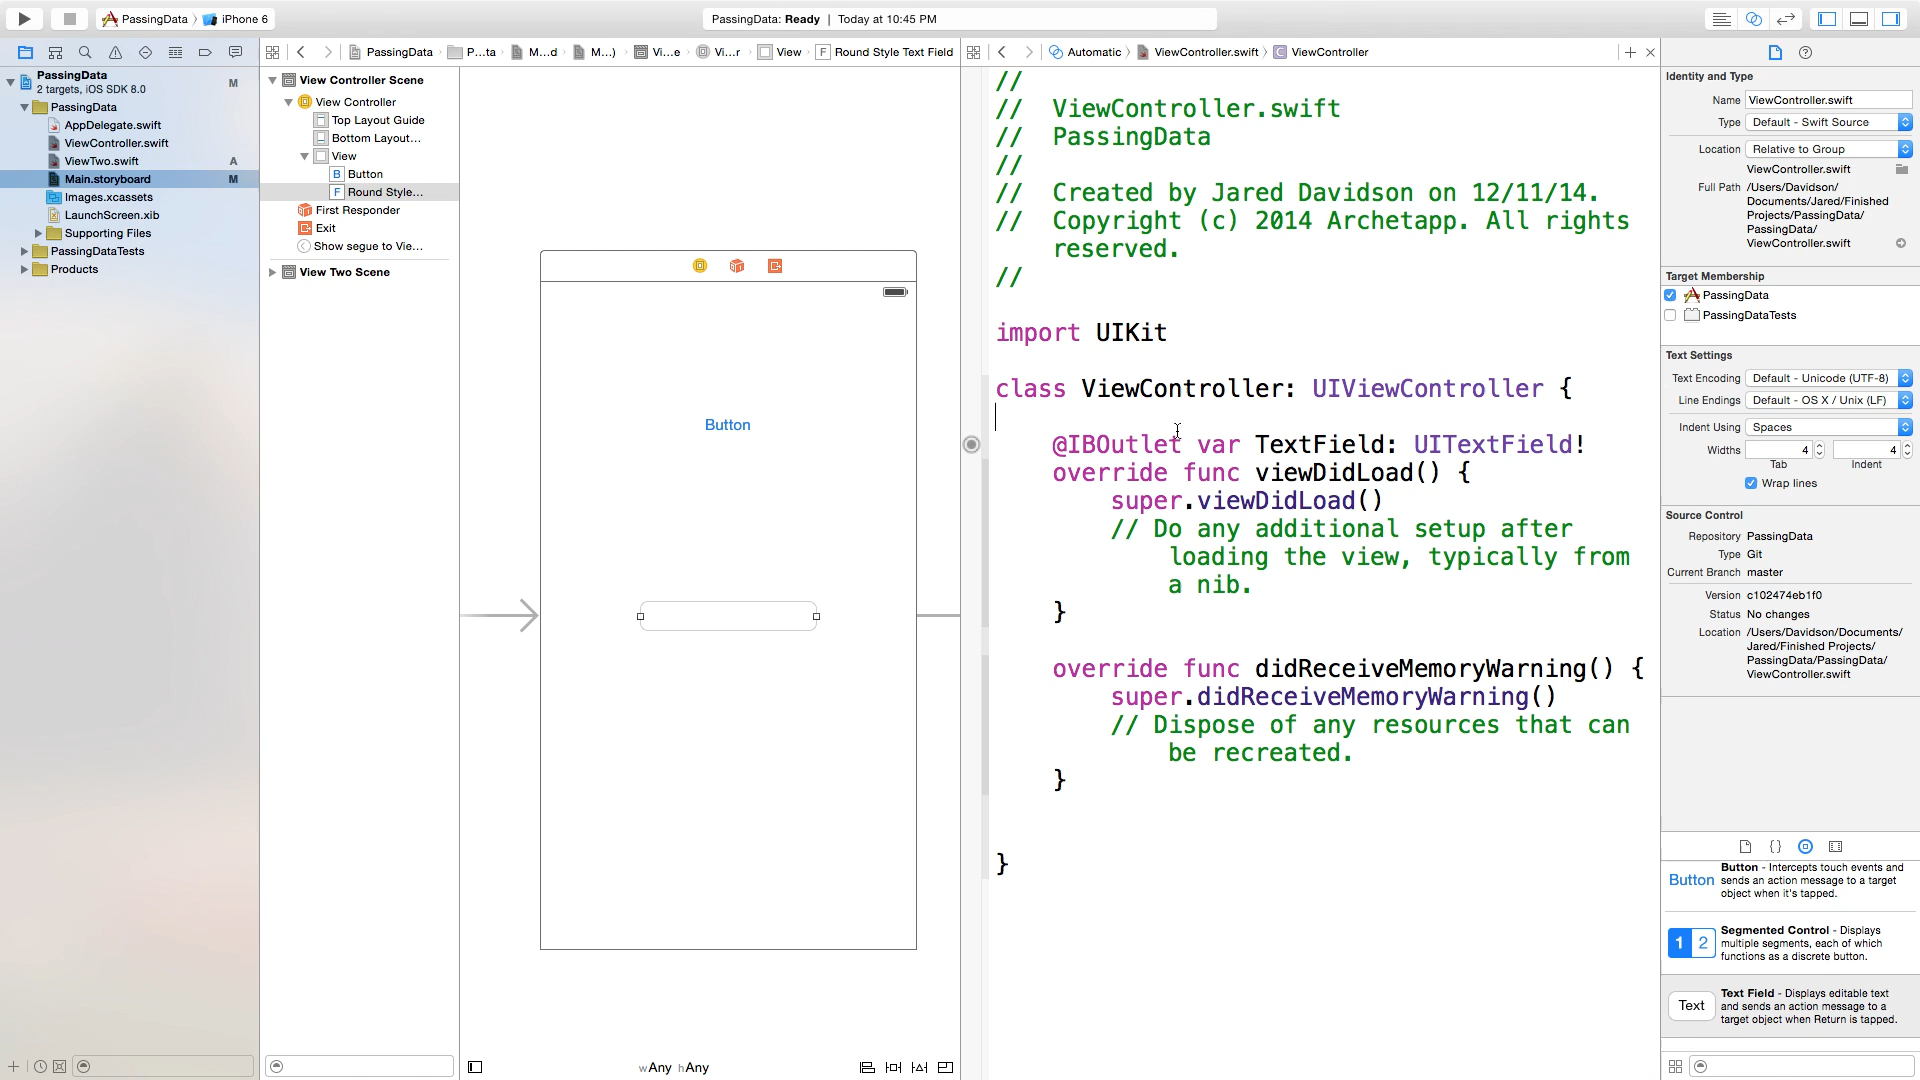 PassingData iPhone 6
PassingData: Ready | Today at 10:45 PM
PassingData P...ta M...d M...) Vi...e Vi...r View F Round Style Text Field
Automatic ViewController.swift C ViewController
PassingData M
2 targets, iOS SDK 8.0
PassingData
AppDelegate.swift
ViewController.swift
ViewTwo.swift A
Main.storyboard M
Images.xcassets
LaunchScreen.xib
Supporting Files
PassingDataTests
Products
View Controller Scene
View Controller
Top Layout Guide
Bottom Layout...
View
B Button
F Round Style...
First Responder
Exit
Show segue to Vie...
View Two Scene
Button
wAny hAny
//
// ViewController.swift
// PassingData
//
// Created by Jared Davidson on 12/11/14.
// Copyright (c) 2014 Archetapp. All rights
reserved.
//
import UIKit
class ViewController: UIViewController {
@IBOutlet var TextField: UITextField!
override func viewDidLoad() {
super.viewDidLoad()
// Do any additional setup after
loading the view, typically from
a nib.
}
override func didReceiveMemoryWarning() {
super.didReceiveMemoryWarning()
// Dispose of any resources that can
be recreated.
}
}
Identity and Type
Name ViewController.swift
Type Default - Swift Source
Location Relative to Group
ViewController.swift
Full Path /Users/Davidson/
Documents/Jared/Finished
Projects/PassingData/
PassingData/
ViewController.swift
Target Membership
PassingData
PassingDataTests
Text Settings
Text Encoding Default - Unicode (UTF-8)
Line Endings Default - OS X / Unix (LF)
Indent Using Spaces
Widths 4 4
Tab Indent
Wrap lines
Source Control
Repository PassingData
Type Git
Current Branch master
Version c102474eb1f0
Status No changes
Location /Users/Davidson/Documents/
Jared/Finished Projects/
PassingData/PassingData/
ViewController.swift
{}
Button Button - Intercepts touch events and
sends an action message to a target
object when it's tapped.
1 2 Segmented Control - Displays
multiple segments, each of which
functions as a discrete button.
Text Text Field - Displays editable text
and sends an action message to a
target object when Return is tapped.